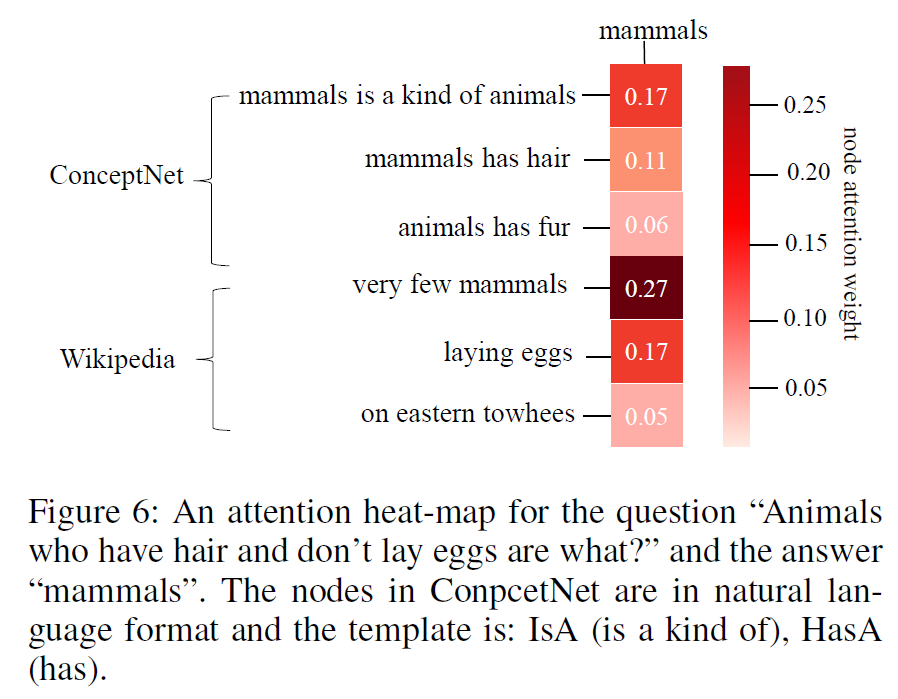 mammals
mammals is a kind of animals
0.17
mammals has hair
0.11
animals has fur
0.06
very few mammals
0.27
laying eggs
0.17
on eastern towhees
0.05
ConceptNet
Wikipedia
0.25
0.20
0.15
0.10
0.05
node attention weight
Figure 6: An attention heat-map for the question “Animals
who have hair and don’t lay eggs are what?” and the answer
“mammals”. The nodes in ConpcetNet are in natural lan-
guage format and the template is: IsA (is a kind of), HasA
(has).